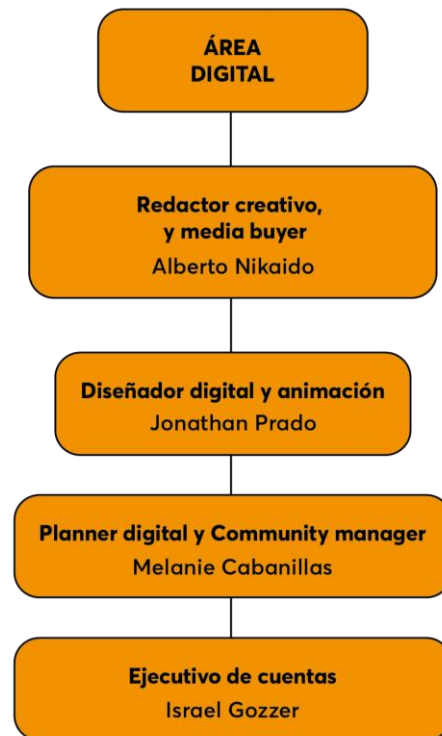 ÁREA
DIGITAL
Redactor creativo,
y media buyer
Alberto Nikaido
Diseñador digital y animación
Jonathan Prado
Planner digital y Community manager
Melanie Cabanillas
Ejecutivo de cuentas
Israel Gozzer